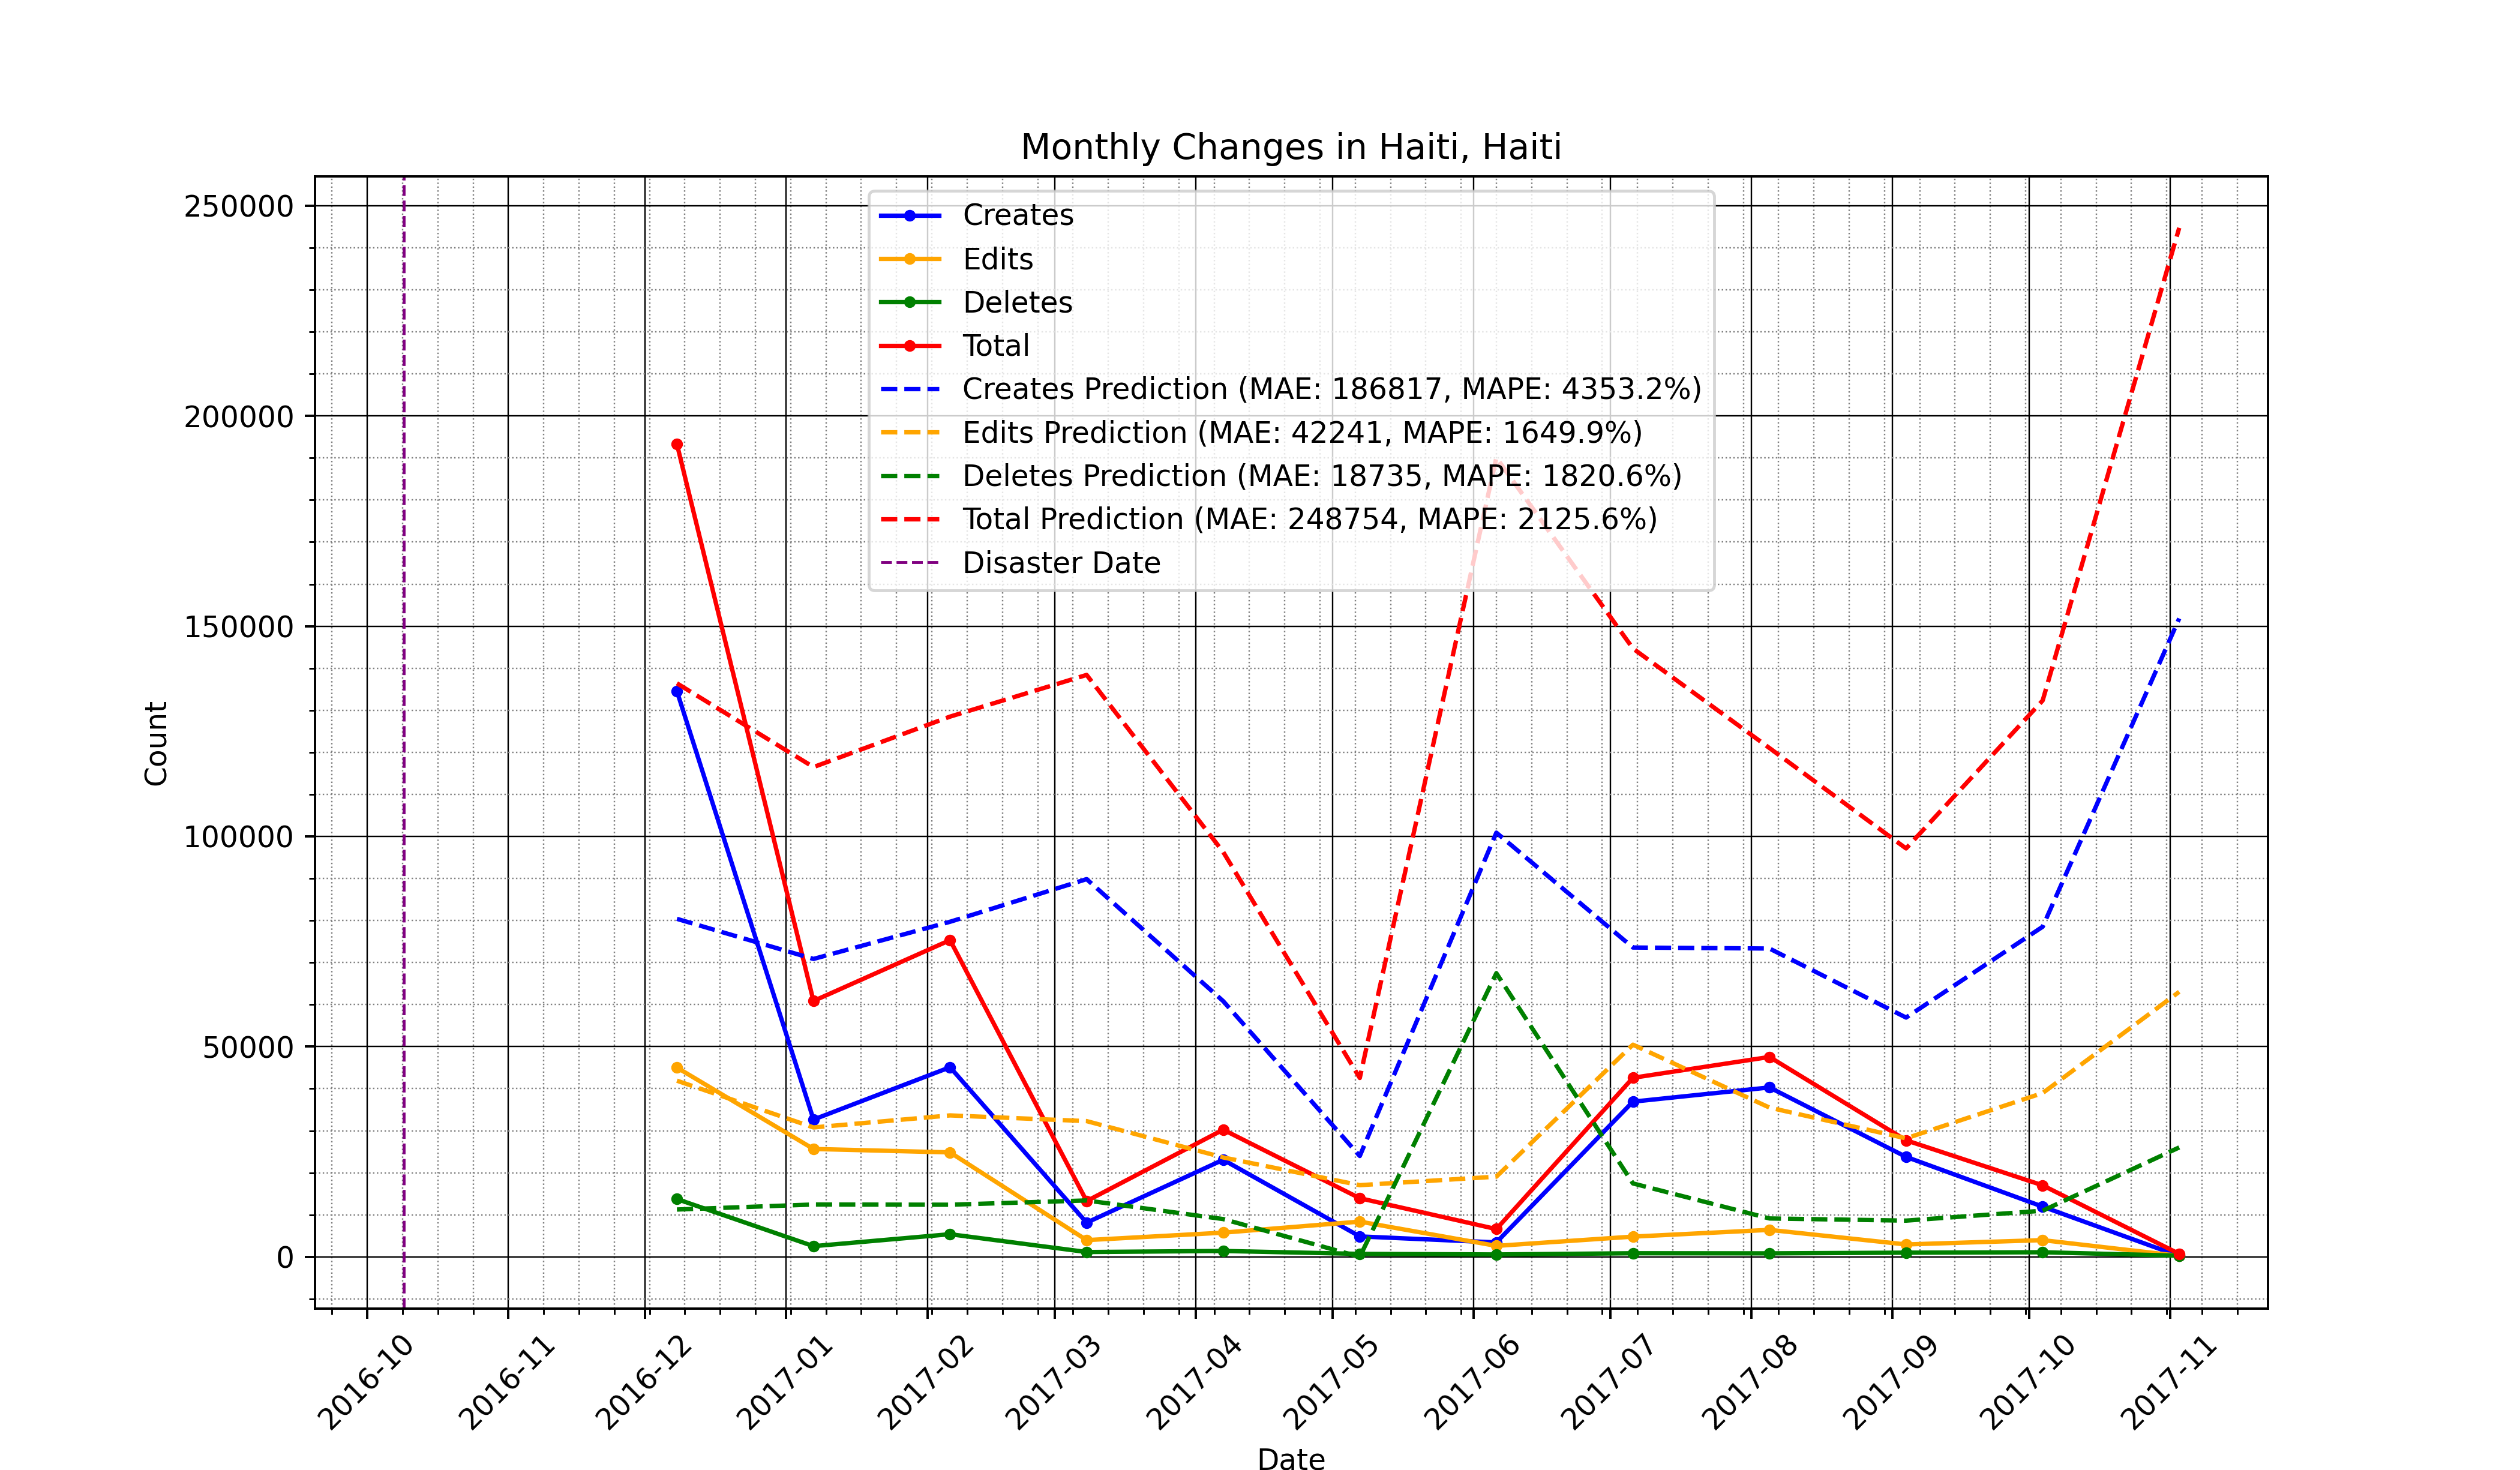 Monthly Changes in Haiti, Haiti
250000
200000
150000
100000
50000
0
Count
Creates
Edits
Deletes
Total
Creates Prediction (MAE: 186817, MAPE: 4353.2%)
Edits Prediction (MAE: 42241, MAPE: 1649.9%)
Deletes Prediction (MAE: 18735, MAPE: 1820.6%)
Total Prediction (MAE: 248754, MAPE: 2125.6%)
Disaster Date
2016-10
2016-11
2016-12
2017-01
2017-02
2017-03
2017-04
2017-05
2017-06
2017-07
2017-08
2017-09
2017-10
2017-11
Date